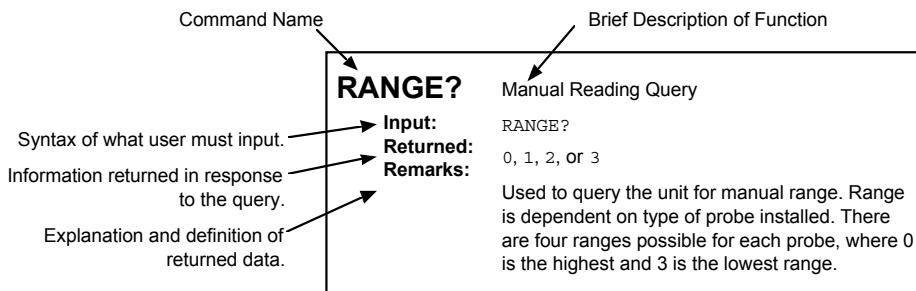 Command Name
Brief Description of Function
RANGE?
Manual Reading Query
Syntax of what user must input.
Input:
RANGE?
Information returned in response
to the query.
Returned:
0, 1, 2, or 3
Explanation and definition of
returned data.
Remarks:
Used to query the unit for manual range. Range
is dependent on type of probe installed. There
are four ranges possible for each probe, where 0
is the highest and 3 is the lowest range.